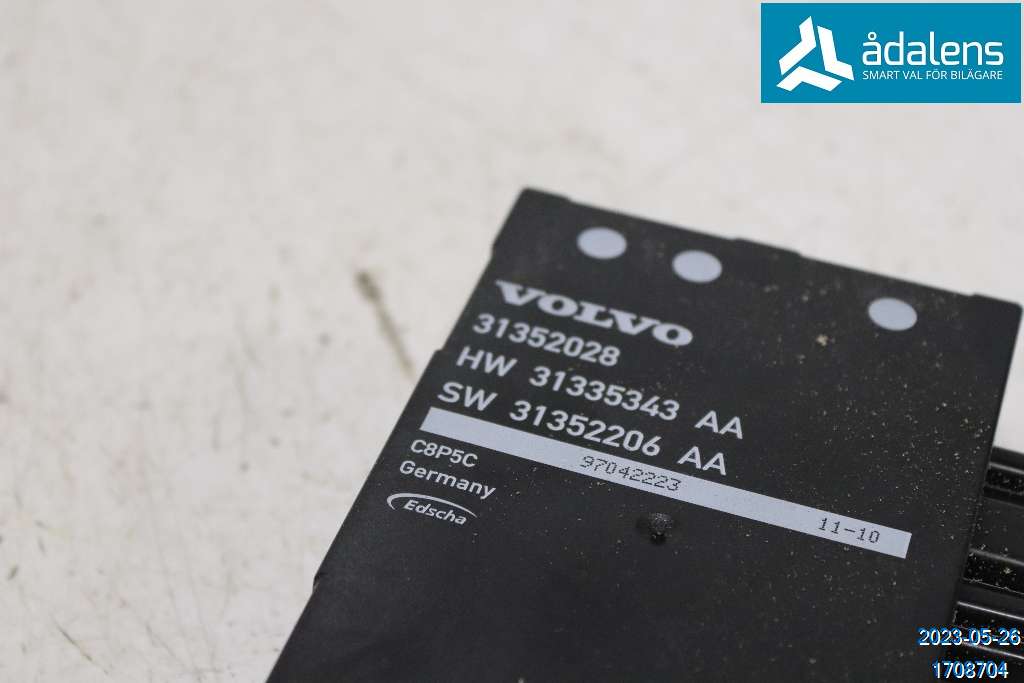 ådalens
SMART VAL FÖR BILÄGARE
VOLVO
31352028
HW 31335343 AA
SW 31352206 AA
97042223 11-10
C8P5C
Germany
Edscha
2023-05-26
1708704